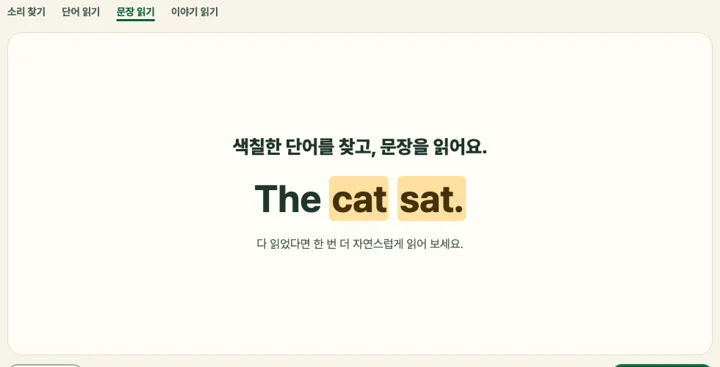 소리 찾기 단어 읽기 문장 읽기 이야기 읽기
색칠한 단어를 찾고, 문장을 읽어요.
The cat sat.
다 읽었다면 한 번 더 자연스럽게 읽어 보세요.